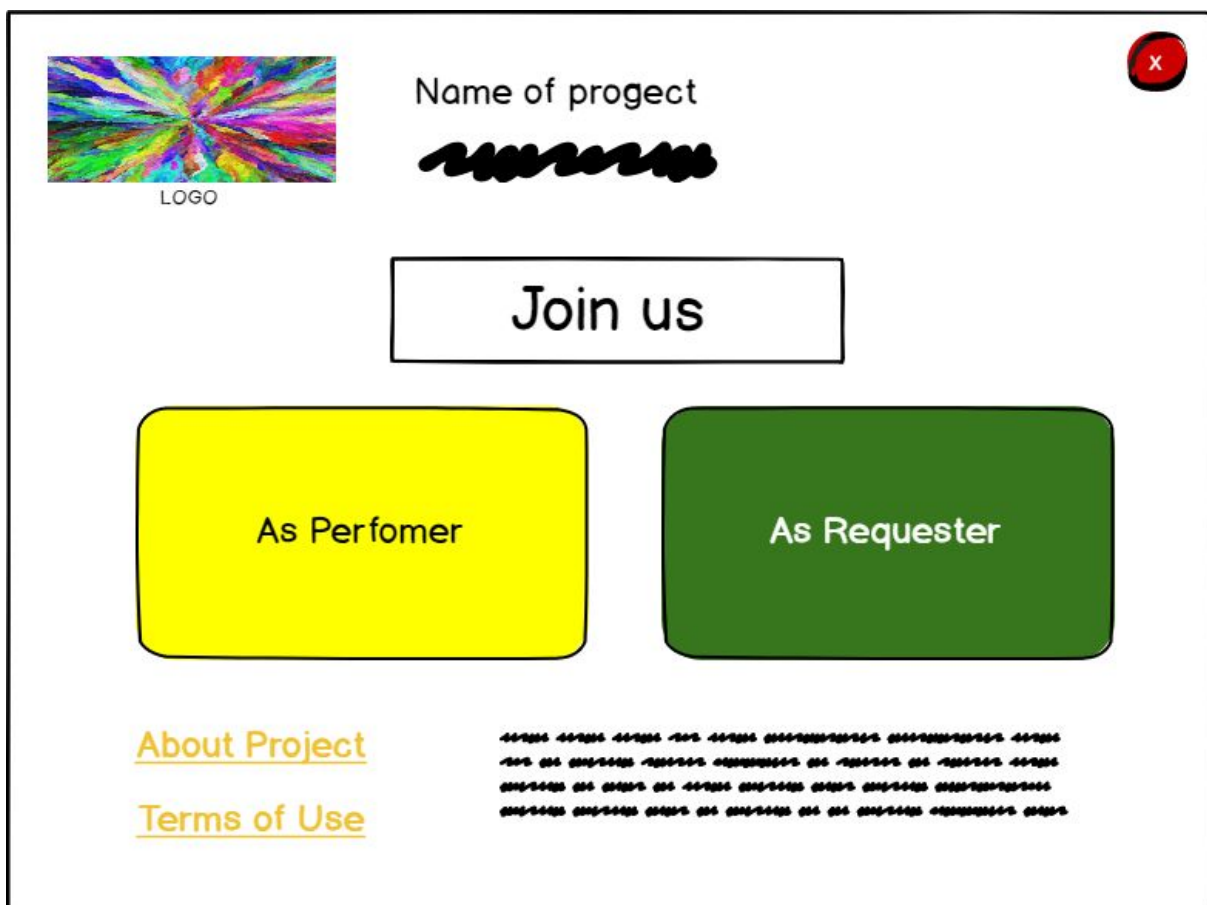 x
Name of progect
LOGO
Join us
As Perfomer
As Requester
About Project
Terms of Use